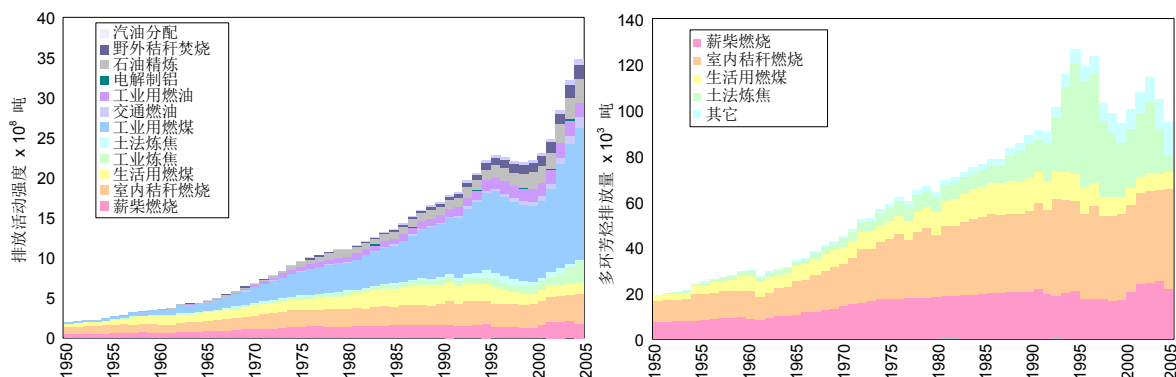 40
35
30
25
20
15
10
5
0
排放活动强度 x 10⁸ 吨
汽油分配
野外秸秆焚烧
石油精炼
电解制铝
工业用燃油
交通燃油
工业用燃煤
土法炼焦
工业炼焦
生活用燃煤
室内秸秆燃烧
薪柴燃烧
1950
1955
1960
1965
1970
1975
1980
1985
1990
1995
2000
2005
140
120
100
80
60
40
20
0
多环芳烃排放量 x 10³ 吨
薪柴燃烧
室内秸秆燃烧
生活用燃煤
土法炼焦
其它
1950
1955
1960
1965
1970
1975
1980
1985
1990
1995
2000
2005